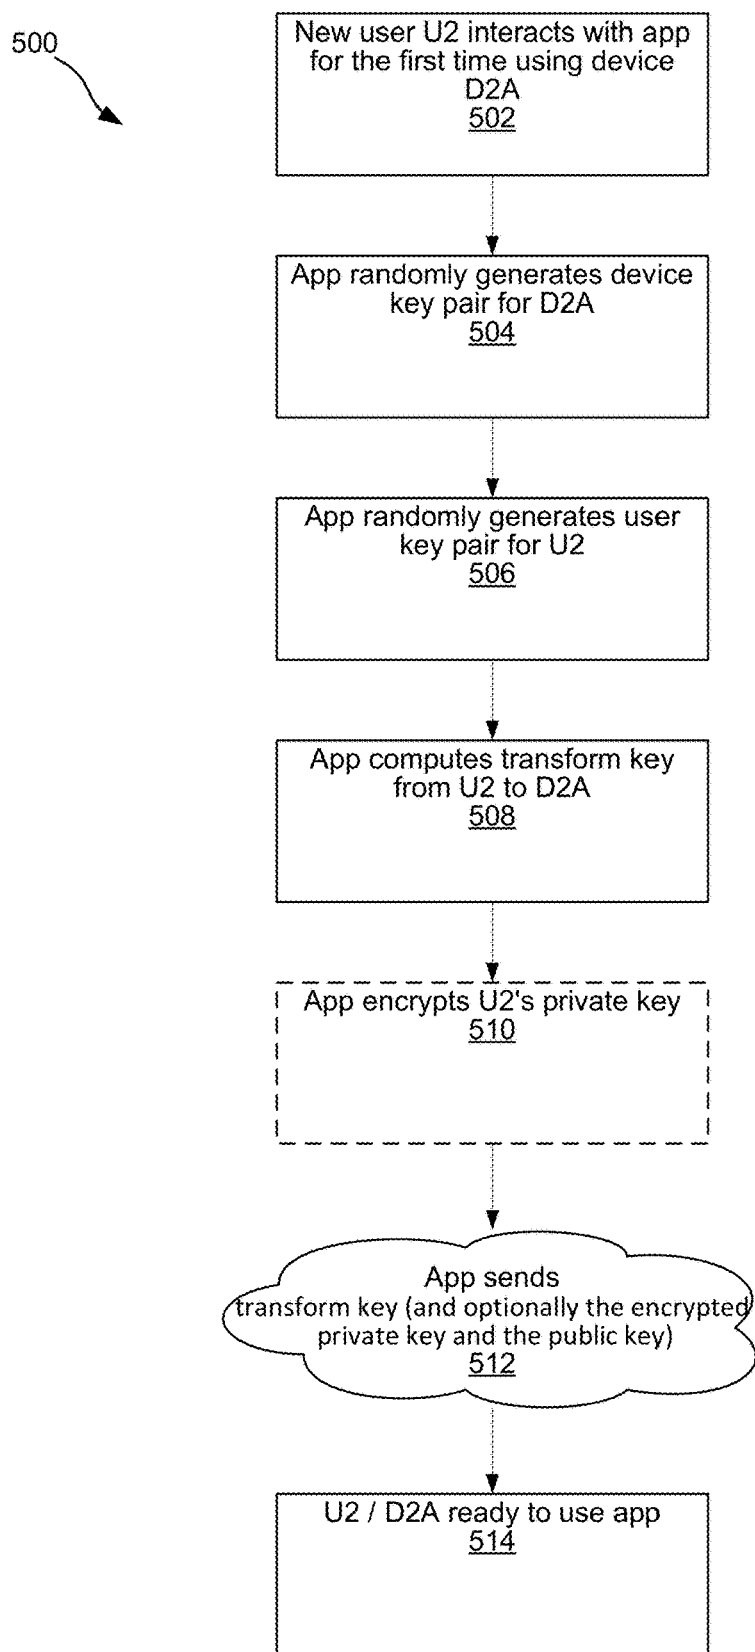 500
New user U2 interacts with app
for the first time using device
D2A
502
App randomly generates device
key pair for D2A
504
App randomly generates user
key pair for U2
506
App computes transform key
from U2 to D2A
508
App encrypts U2's private key
510
App sends
transform key (and optionally the encrypted
private key and the public key)
512
U2 / D2A ready to use app
514